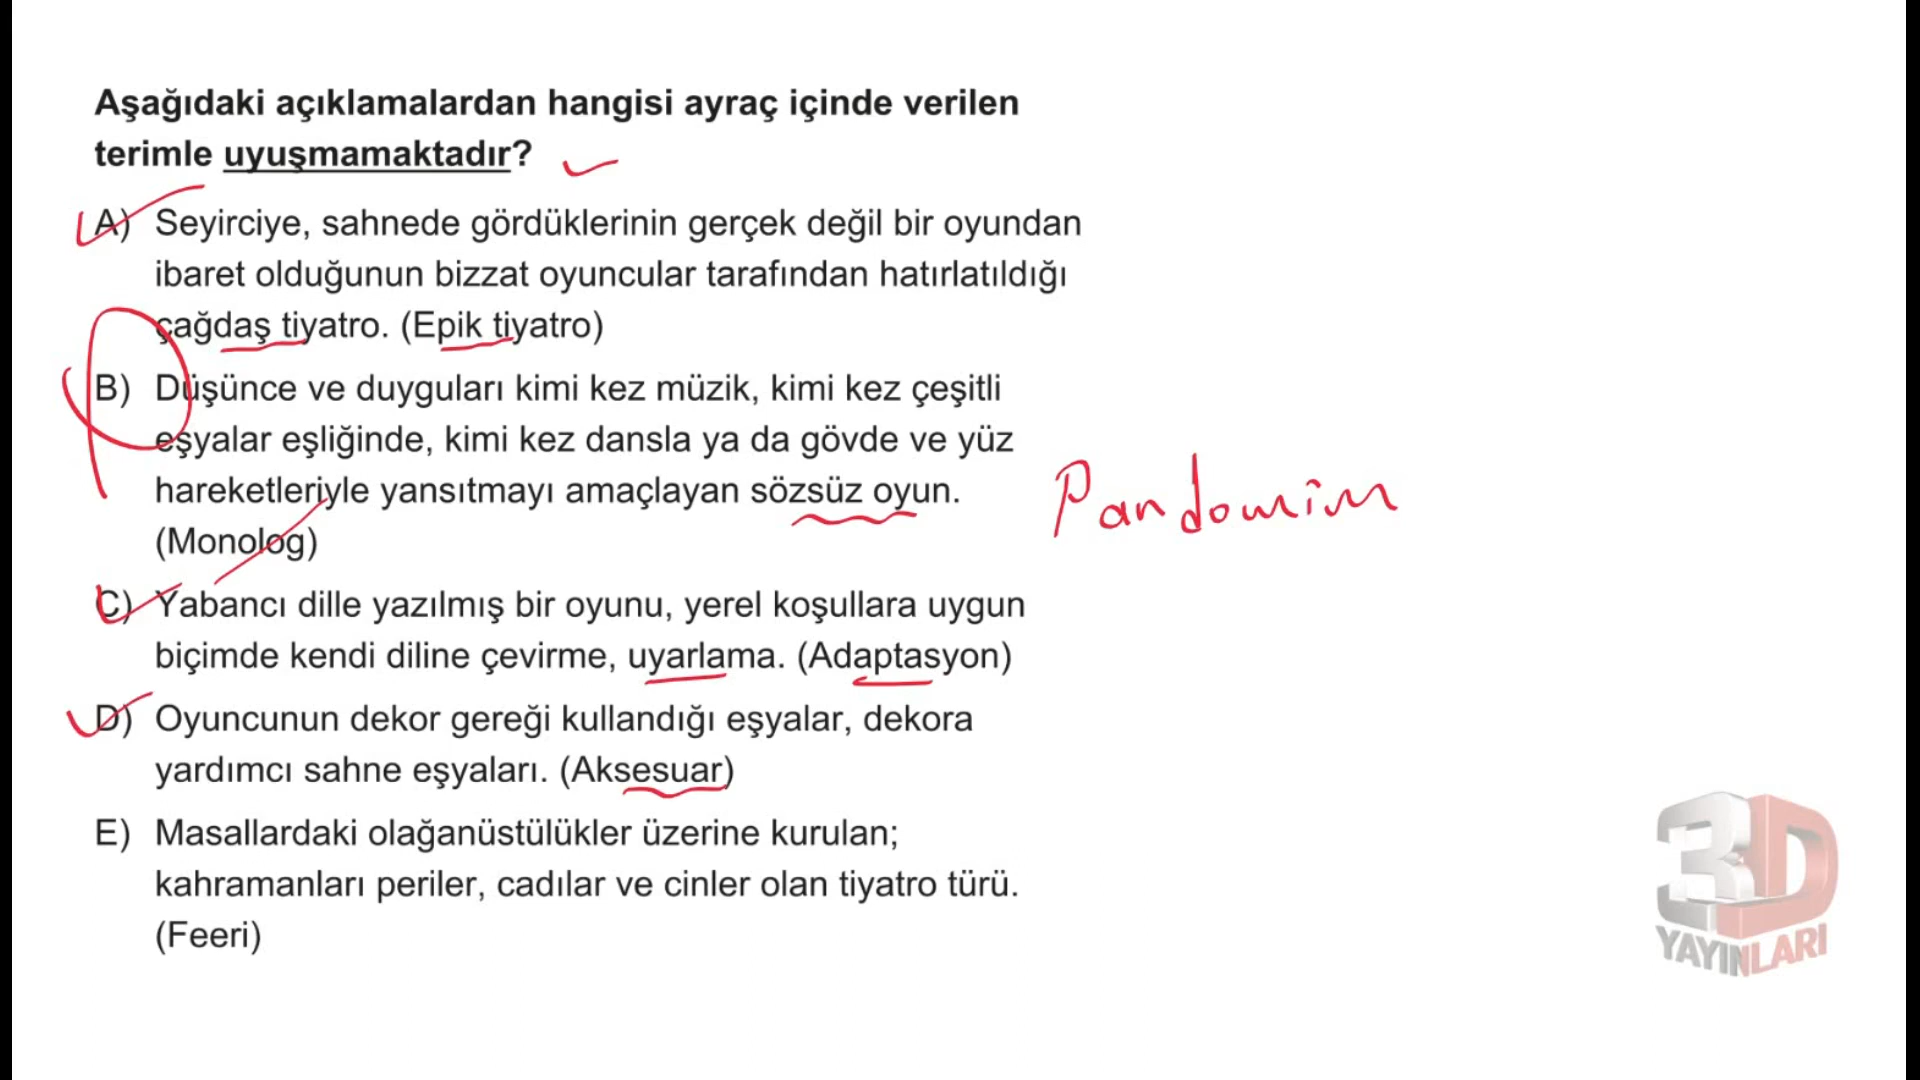 Aşağıdaki açıklamalardan hangisi ayraç içinde verilen
terimle uyuşmamaktadır?
A) Seyirciye, sahnede gördüklerinin gerçek değil bir oyundan
ibaret olduğunun bizzat oyuncular tarafından hatırlatıldığı
çağdaş tiyatro. (Epik tiyatro)
B) Düşünce ve duyguları kimi kez müzik, kimi kez çeşitli
eşyalar eşliğinde, kimi kez dansla ya da gövde ve yüz
hareketleriyle yansıtmayı amaçlayan sözsüz oyun.
(Monolog)
Pandomim
C) Yabancı dille yazılmış bir oyunu, yerel koşullara uygun
biçimde kendi diline çevirme, uyarlama. (Adaptasyon)
D) Oyuncunun dekor gereği kullandığı eşyalar, dekora
yardımcı sahne eşyaları. (Aksesuar)
E) Masallardaki olağanüstülükler üzerine kurulan;
kahramanları periler, cadılar ve cinler olan tiyatro türü.
(Feeri)
3D
YAYINLARI